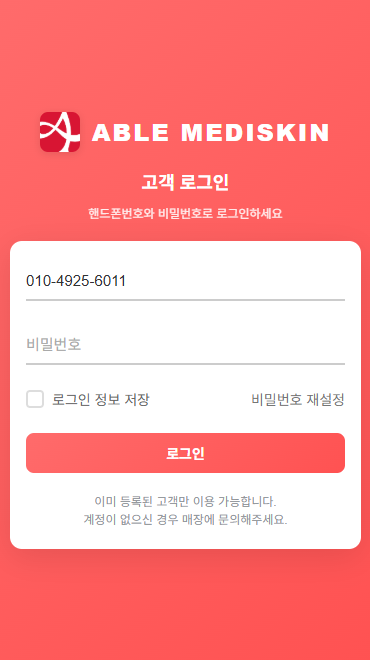 ABLE MEDISKIN
고객 로그인
핸드폰번호와 비밀번호로 로그인하세요
010-4925-6011
비밀번호
로그인 정보 저장 비밀번호 재설정
로그인
이미 등록된 고객만 이용 가능합니다.
계정이 없으신 경우 매장에 문의해주세요.